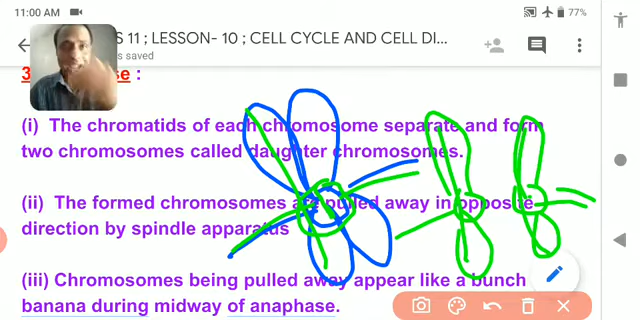 11:00 AM
77%
S 11 ; LESSON- 10 ; CELL CYCLE AND CELL DI...
s saved
3 se :
(i) The chromatids of each chromosome separate and form
two chromosomes called daughter chromosomes.
(ii) The formed chromosomes are pulled away in opposite
direction by spindle apparatus
(iii) Chromosomes being pulled away appear like a bunch
banana during midway of anaphase.